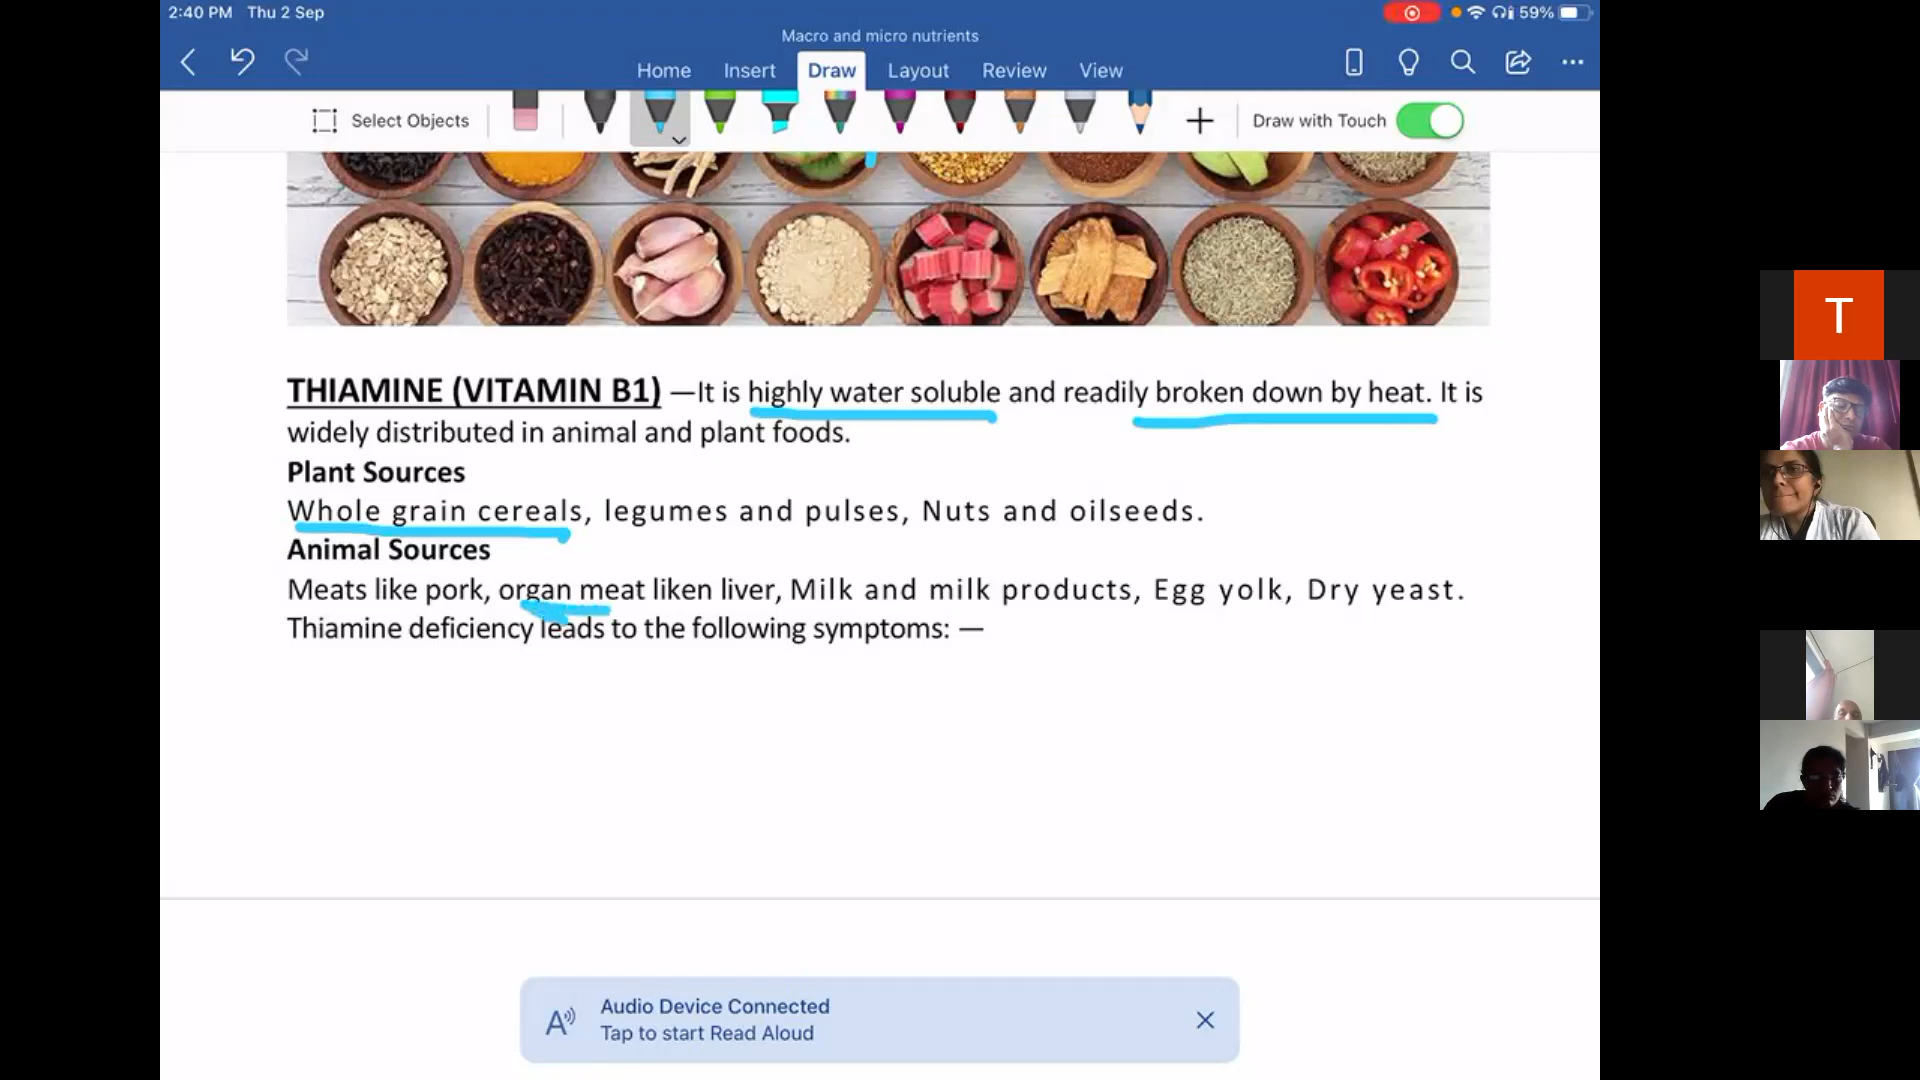 2:40 PM Thu 2 Sep
59%
Macro and micro nutrients
Home Insert Draw Layout Review View
Select Objects
Draw with Touch
THIAMINE (VITAMIN B1) —It is highly water soluble and readily broken down by heat. It is
widely distributed in animal and plant foods.
Plant Sources
Whole grain cereals, legumes and pulses, Nuts and oilseeds.
Animal Sources
Meats like pork, organ meat liken liver, Milk and milk products, Egg yolk, Dry yeast.
Thiamine deficiency leads to the following symptoms: —
Audio Device Connected
Tap to start Read Aloud
T